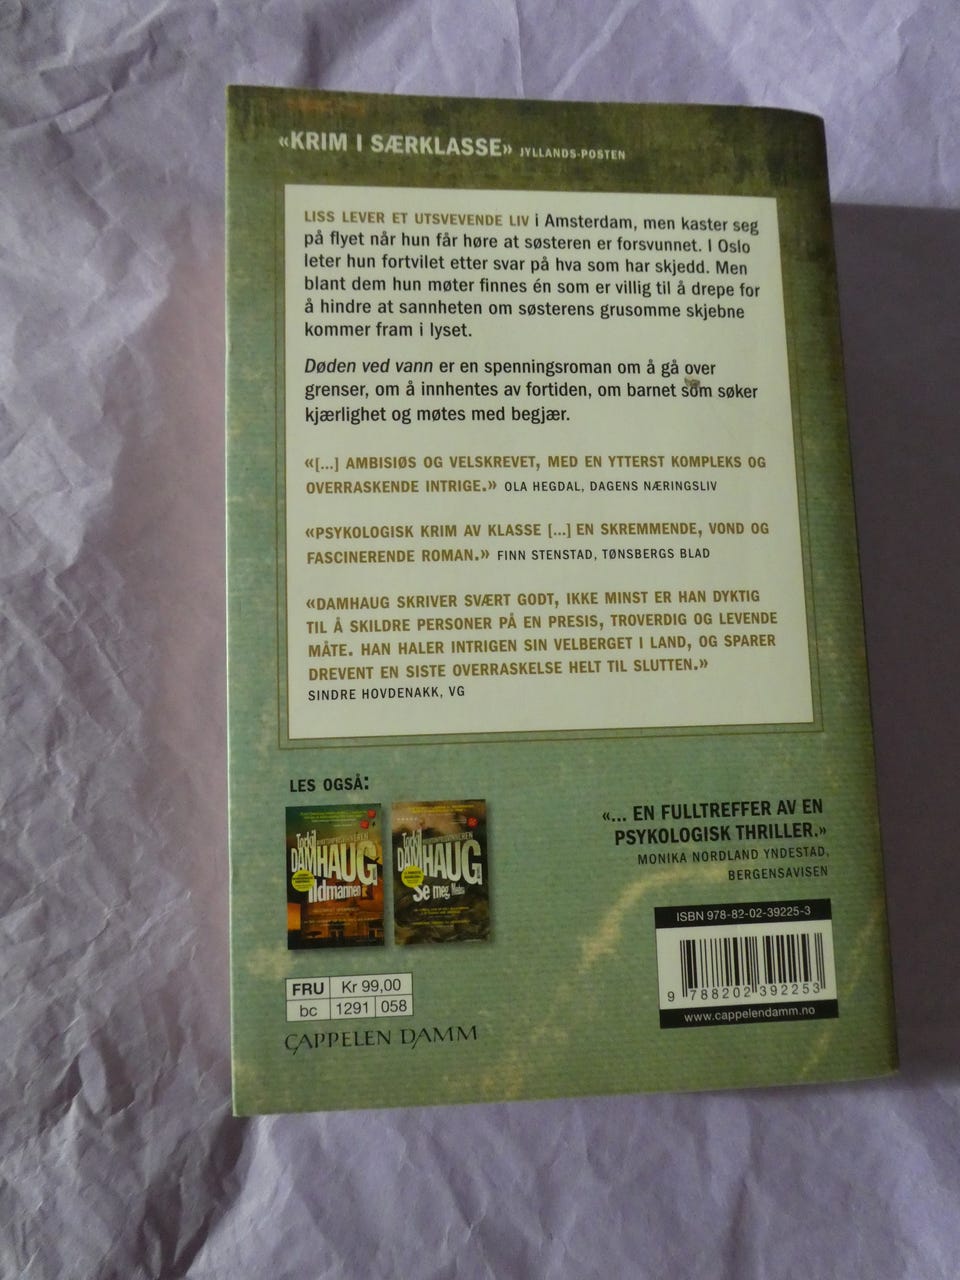 «KRIM I SÆRKLASSE» JYLLANDS-POSTEN
LISS LEVER ET UTSVEVENDE LIV i Amsterdam, men kaster seg
på flyet når hun får høre at søsteren er forsvunnet. I Oslo
leter hun fortvilet etter svar på hva som har skjedd. Men
blant dem hun møter finnes én som er villig til å drepe for
å hindre at sannheten om søsterens grusomme skjebne
kommer fram i lyset.
Døden ved vann er en spenningsroman om å gå over
grenser, om å innhentes av fortiden, om barnet som søker
kjærlighet og møtes med begjær.
«[...] AMBISIØS OG VELSKREVET, MED EN YTTERST KOMPLEKS OG
OVERRASKENDE INTRIGE.» OLA HEGDAL, DAGENS NÆRINGSLIV
«PSYKOLOGISK KRIM AV KLASSE [...] EN SKREMMENDE, VOND OG
FASCINERENDE ROMAN.» FINN STENSTAD, TØNSBERGS BLAD
«DAMHAUG SKRIVER SVÆRT GODT, IKKE MINST ER HAN DYKTIG
TIL Å SKILDRE PERSONER PÅ EN PRESIS, TROVERDIG OG LEVENDE
MÅTE. HAN HALER INTRIGEN SIN VELBERGET I LAND, OG SPARER
DREVENT EN SISTE OVERRASKELSE HELT TIL SLUTTEN.»
SINDRE HOVDENAKK, VG
LES OGSÅ:
Torkil
DAMHAUG
Ildmannen
Torkil
DAMHAUG
Se meg, Medusa
«... EN FULLTREFFER AV EN
PSYKOLOGISK THRILLER.»
MONIKA NORDLAND YNDESTAD,
BERGENSAVISEN
ISBN 978-82-02-39225-3
9 788202 392253
www.cappelendamm.no
FRU Kr 99,00
bc 1291 058
CAPPELEN DAMM